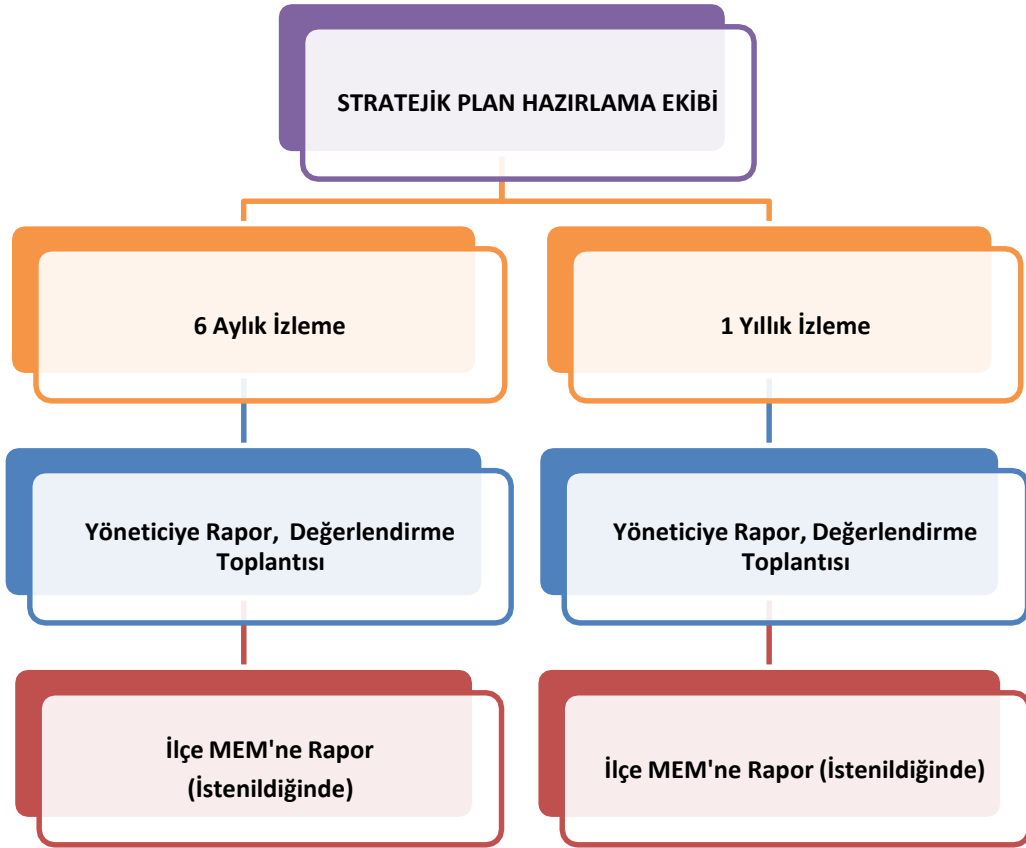 STRATEJİK PLAN HAZIRLAMA EKİBİ
6 Aylık İzleme
1 Yıllık İzleme
Yöneticiye Rapor, Değerlendirme
Toplantısı
Yöneticiye Rapor, Değerlendirme
Toplantısı
İlçe MEM'ne Rapor
(İstenildiğinde)
İlçe MEM'ne Rapor (İstenildiğinde)